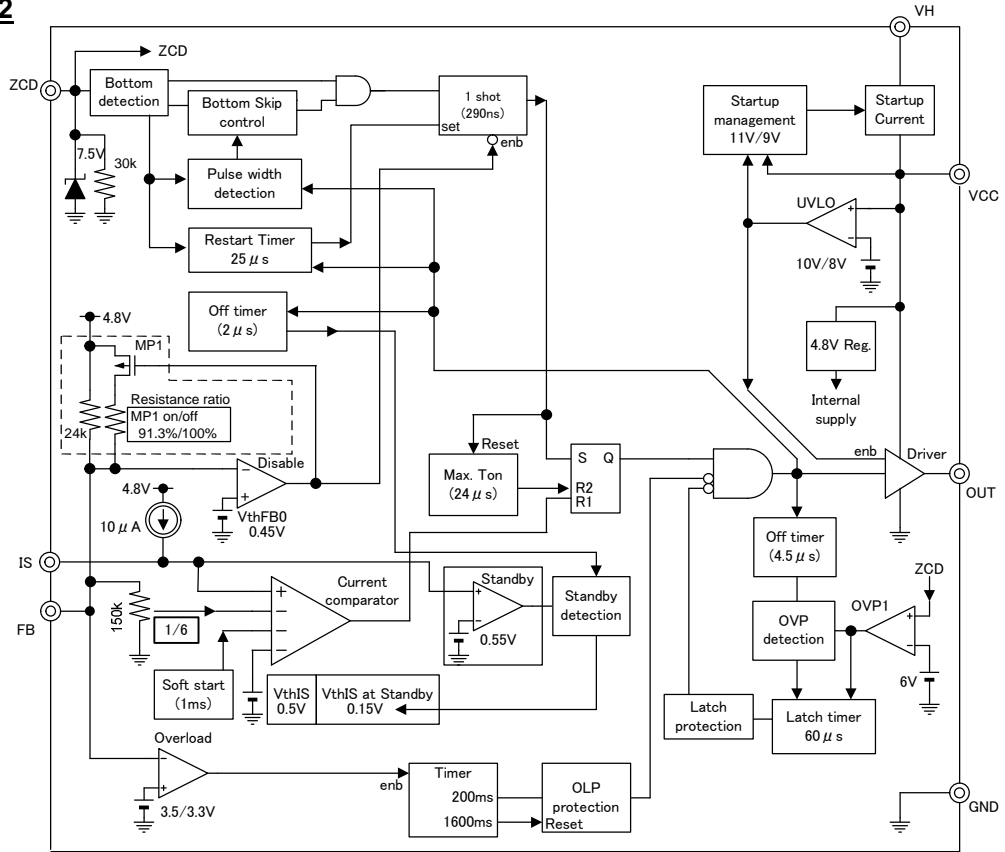 2
VH
ZCD
ZCD
Bottom
detection
Bottom Skip
control
1 shot
(290ns)
set
enb
Startup
management
11V/9V
Startup
Current
7.5V
30k
Pulse width
detection
VCC
UVLO
+
−
10V/8V
Restart Timer
25μs
Off timer
(2μs)
4.8V
MP1
4.8V Reg.
Internal
supply
Resistance ratio
MP1 on/off
91.3%/100%
24k
Disable
−
+
VthFB0
0.45V
4.8V
10μA
Reset
Max. Ton
(24μs)
S Q
R2
R1
enb
Driver
OUT
Off timer
(4.5μs)
IS
FB
150k
1/6
+
−
−
−
Current
comparator
Standby
+
−
0.55V
Standby
detection
ZCD
OVP
detection
OVP1
+
−
6V
Soft start
(1ms)
VthIS
0.5V
VthIS at Standby
0.15V
Latch
protection
Latch timer
60μs
Overload
−
+
3.5/3.3V
enb
Timer
200ms
1600ms
OLP
protection
Reset
GND